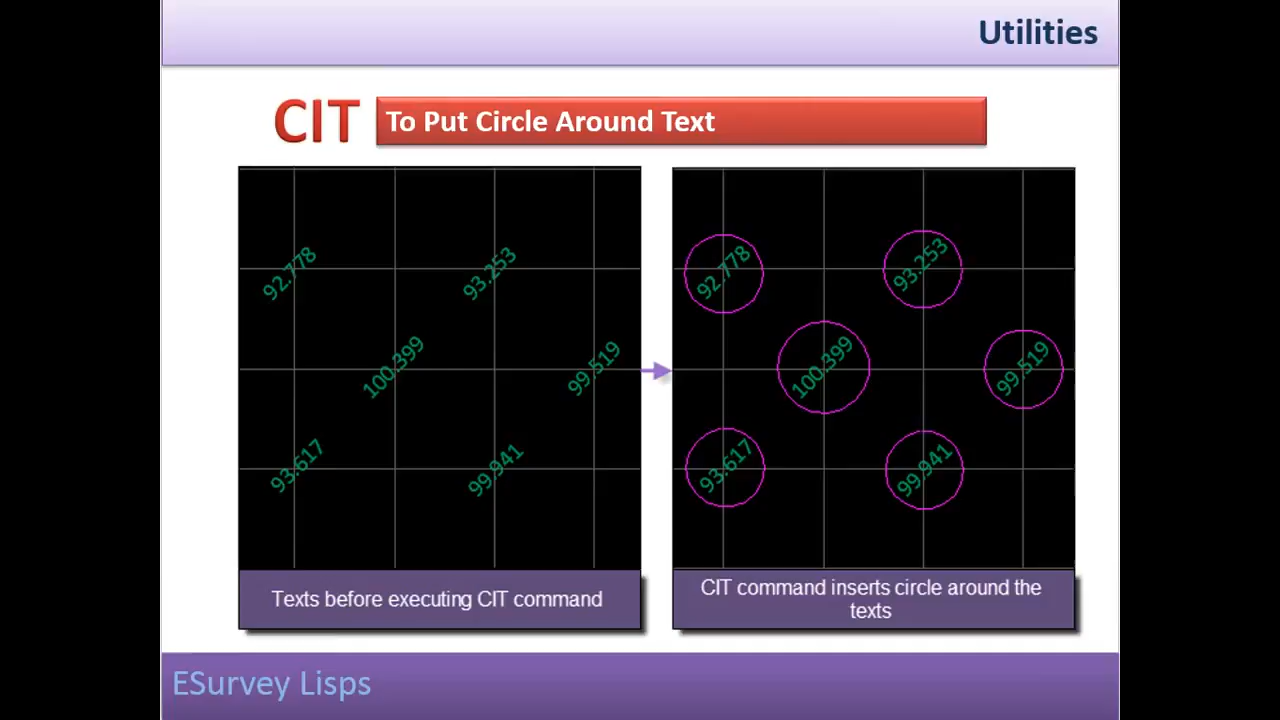 Utilities
CIT To Put Circle Around Text
92.778 93.253
100.399 99.519
93.617 99.941
92.778 93.253
100.399 99.519
93.617 99.941
Texts before executing CIT command
CIT command inserts circle around the
texts
ESurvey Lisps